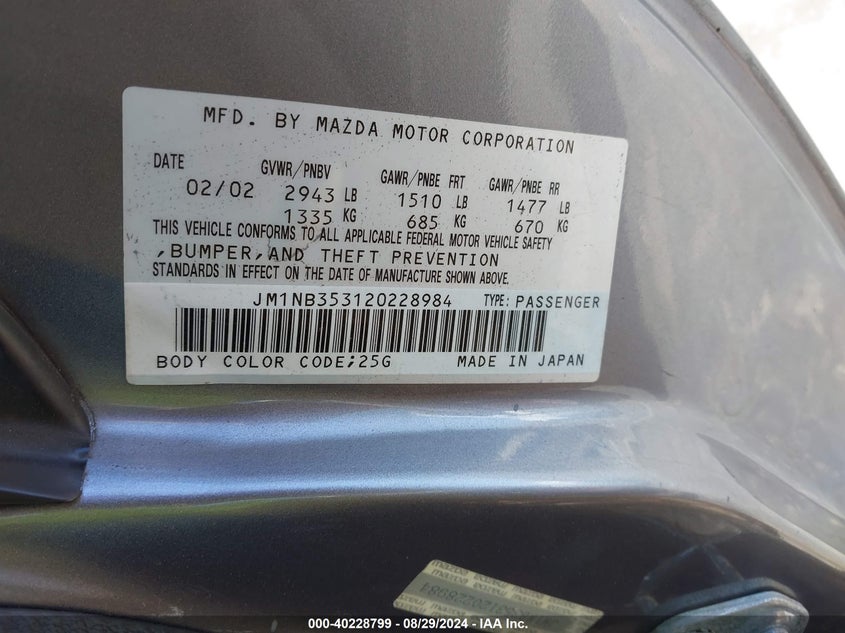 MFD. BY MAZDA MOTOR CORPORATION
DATE GVWR/PNBV GAWR/PNBE FRT GAWR/PNBE RR
02/02 2943 LB 1510 LB 1477 LB
1335 KG 685 KG 670 KG
THIS VEHICLE CONFORMS TO ALL APPLICABLE FEDERAL MOTOR VEHICLE SAFETY
,BUMPER,AND THEFT PREVENTION
STANDARDS IN EFFECT ON THE DATE OF MANUFACTURE SHOWN ABOVE.
JM1NB353120228984 TYPE: PASSENGER
BODY COLOR CODE;25G MADE IN JAPAN
000-40228799 - 08/29/2024 - IAA Inc.